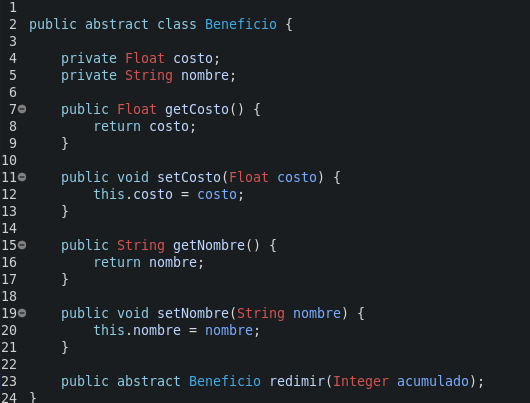 1
2 public abstract class Beneficio {
3
4     private Float costo;
5     private String nombre;
6
7     public Float getCosto() {
8         return costo;
9     }
10
11     public void setCosto(Float costo) {
12         this.costo = costo;
13     }
14
15     public String getNombre() {
16         return nombre;
17     }
18
19     public void setNombre(String nombre) {
20         this.nombre = nombre;
21     }
22
23     public abstract Beneficio redimir(Integer acumulado);
24 }